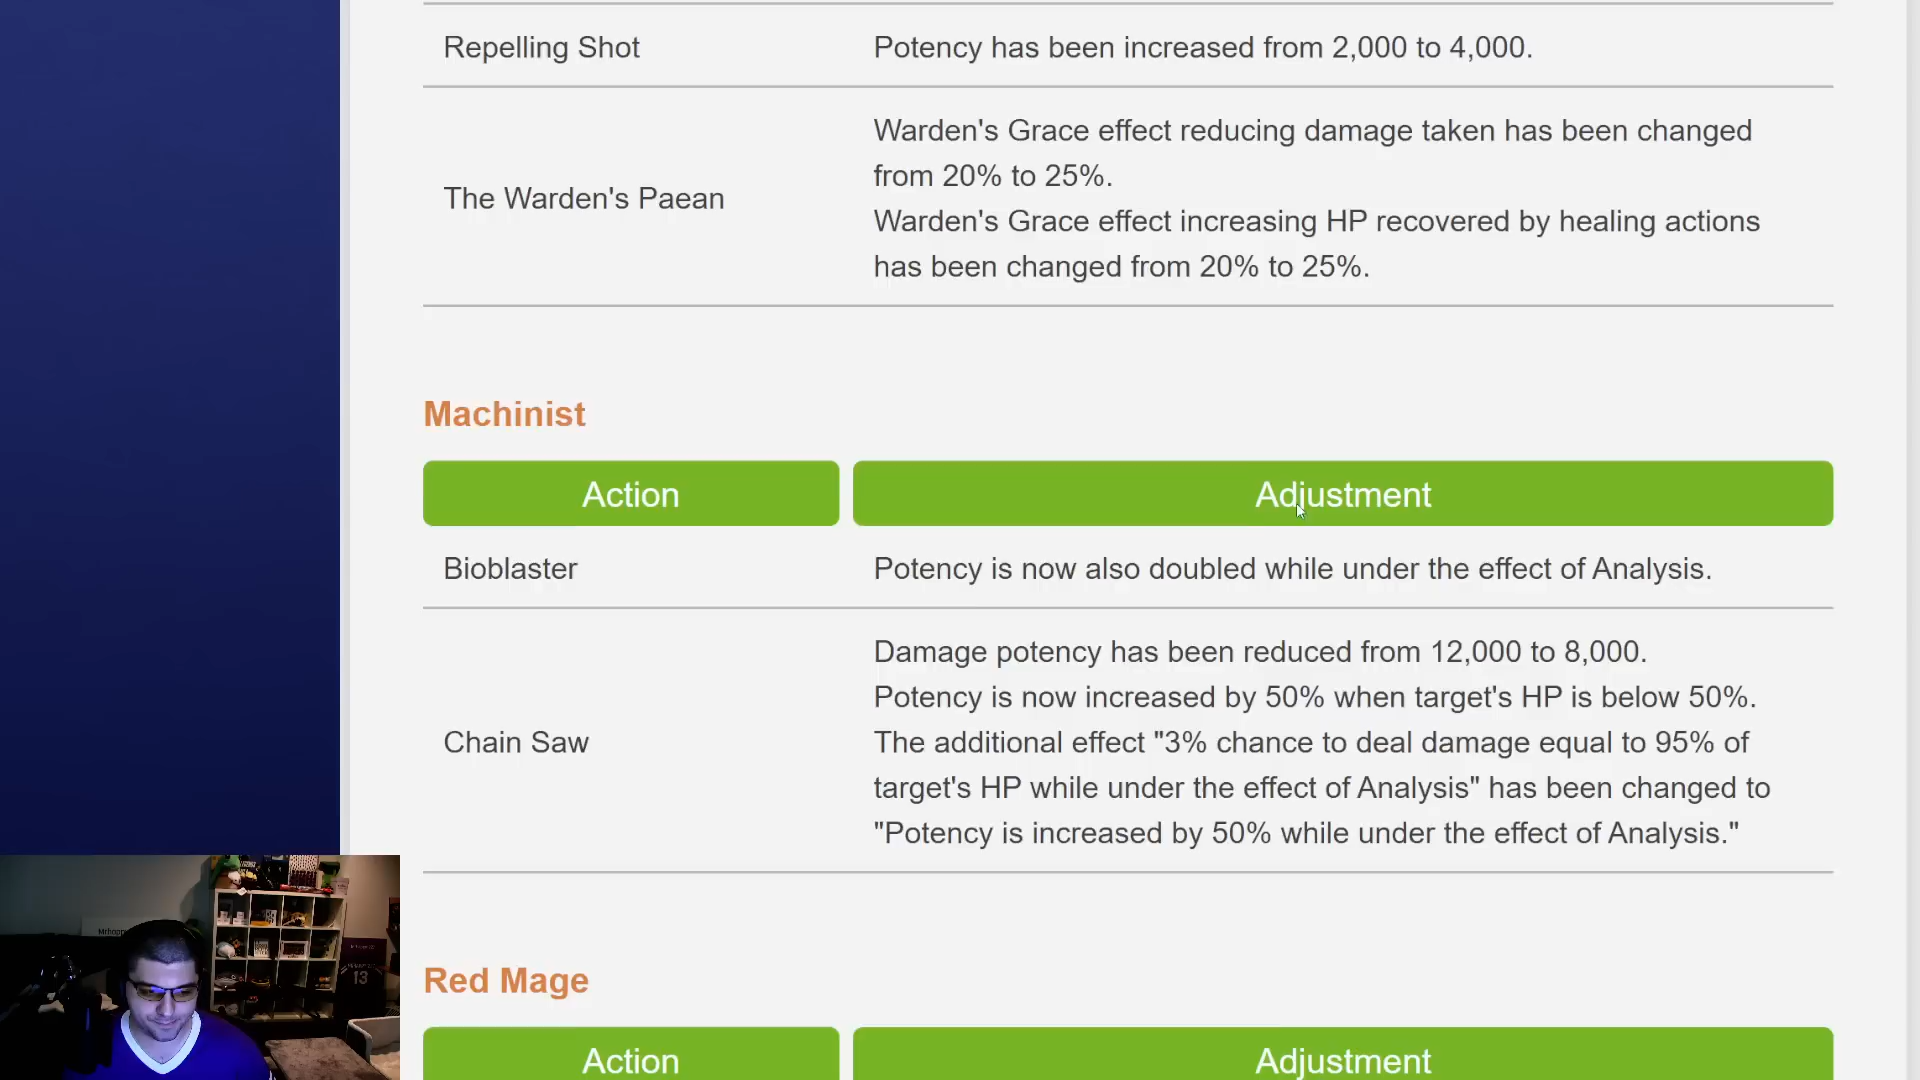 Repelling Shot
Potency has been increased from 2,000 to 4,000.
The Warden's Paean
Warden's Grace effect reducing damage taken has been changed
from 20% to 25%.
Warden's Grace effect increasing HP recovered by healing actions
has been changed from 20% to 25%.
Machinist
Action
Adjustment
Bioblaster
Potency is now also doubled while under the effect of Analysis.
Chain Saw
Damage potency has been reduced from 12,000 to 8,000.
Potency is now increased by 50% when target's HP is below 50%.
The additional effect "3% chance to deal damage equal to 95% of
target's HP while under the effect of Analysis" has been changed to
"Potency is increased by 50% while under the effect of Analysis."
Red Mage
Action
Adjustment
13